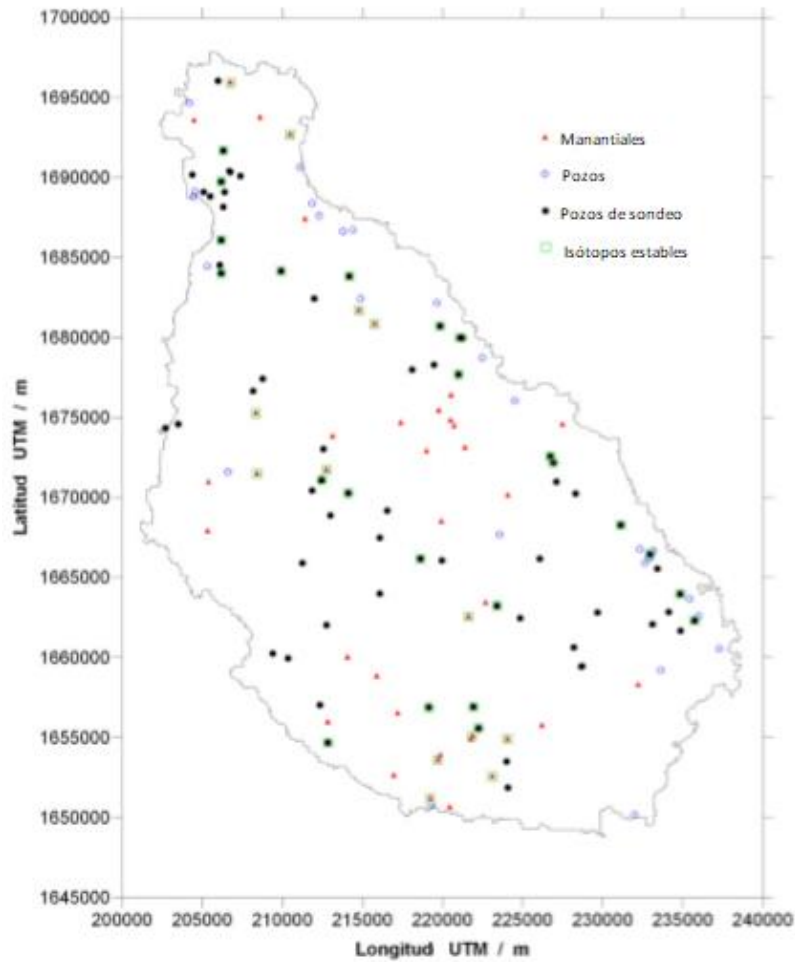 1700000
1695000
1690000
1685000
1680000
1675000
1670000
1665000
1660000
1655000
1650000
1645000
Latitud UTM / m
Manantiales
Pozos
Pozos de sondeo
Isótopos estables
200000 205000 210000 215000 220000 225000 230000 235000 240000
Longitud UTM / m